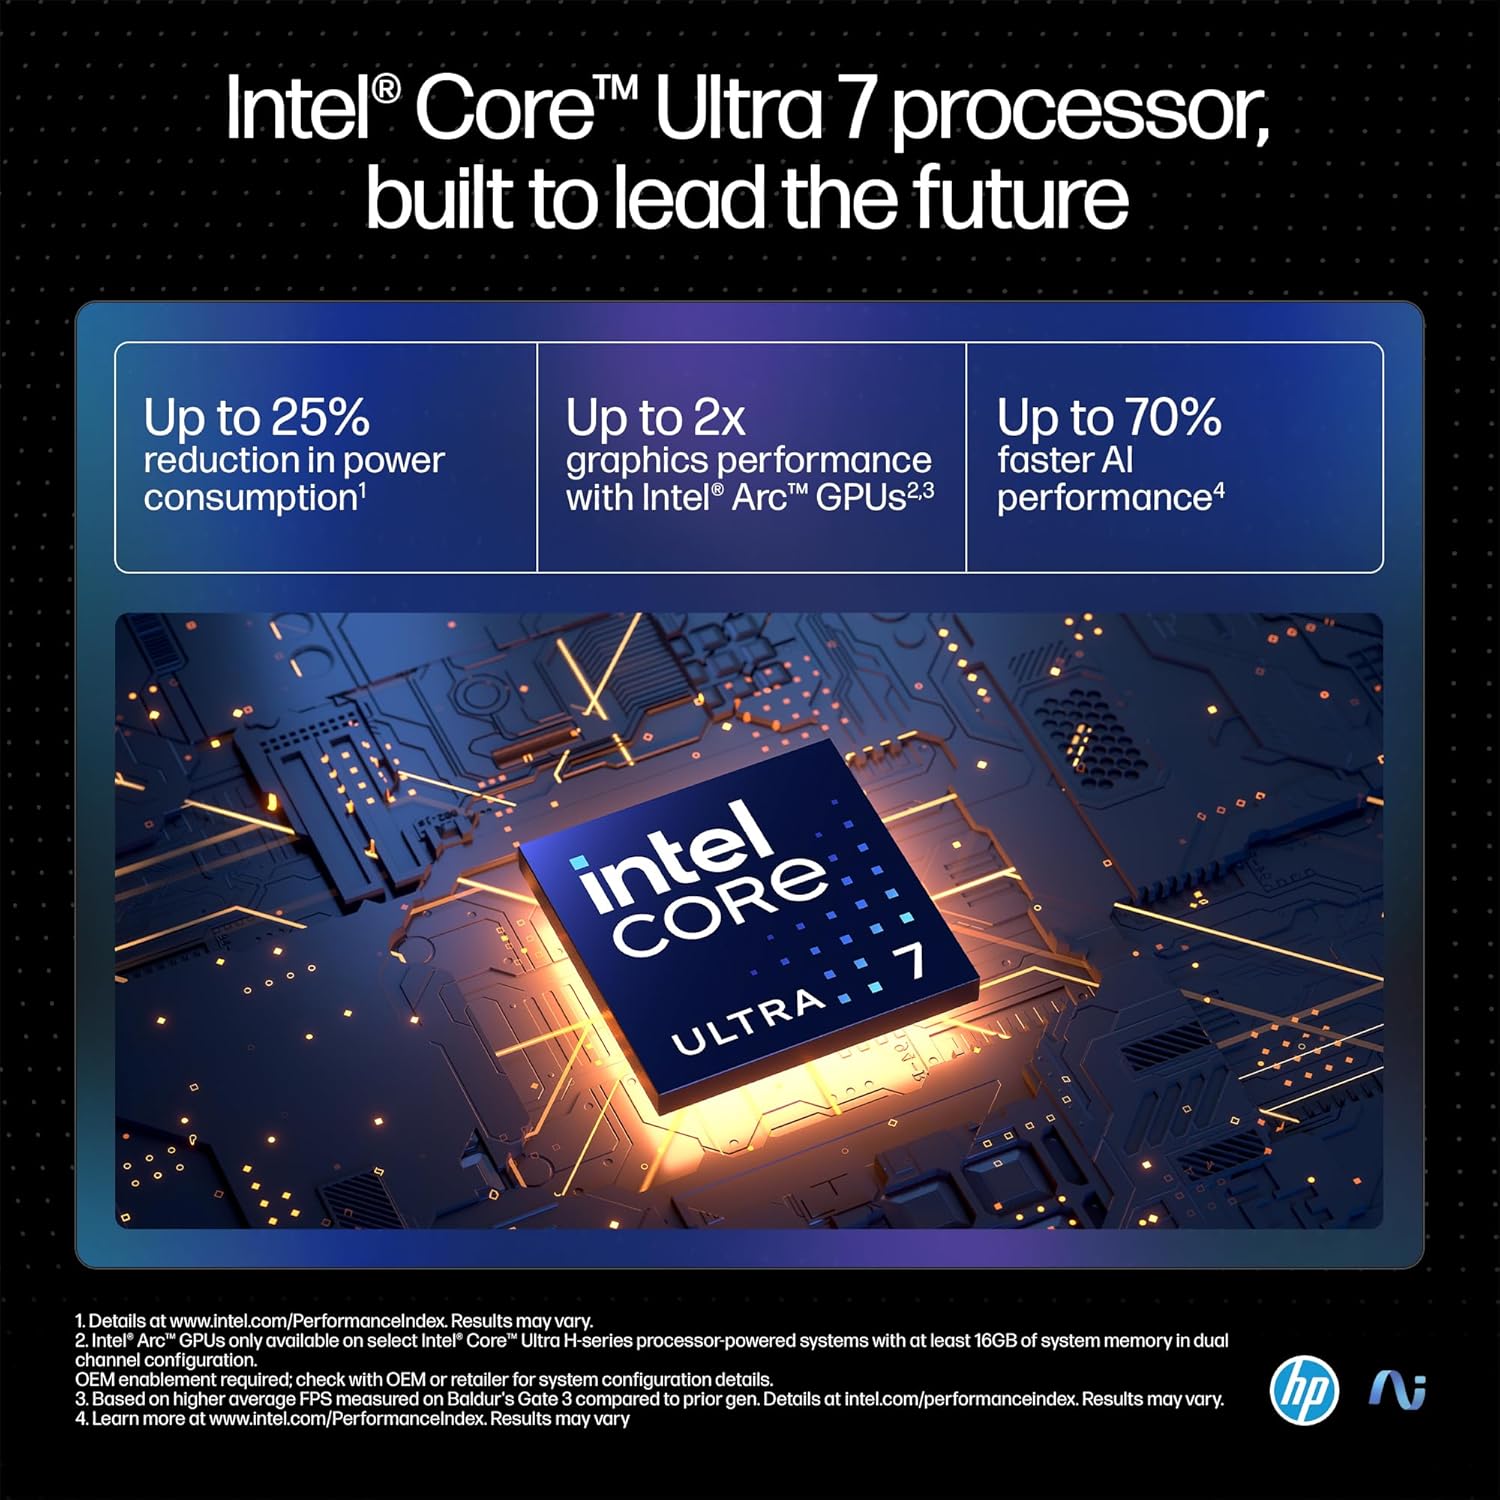 Intel® Core™ Ultra 7 processor,
built to lead the future
Up to 25%
reduction in power
consumption¹
Up to 2x
graphics performance
with Intel® Arc™ GPUs²,³
Up to 70%
faster AI
performance⁴
intel
CORE
ULTRA 7
1. Details at www.intel.com/PerformanceIndex. Results may vary.
2. Intel® Arc™ GPUs only available on select Intel® Core™ Ultra H-series processor-powered systems with at least 16GB of system memory in dual
channel configuration.
OEM enablement required; check with OEM or retailer for system configuration details.
3. Based on higher average FPS measured on Baldur's Gate 3 compared to prior gen. Details at intel.com/performanceindex. Results may vary.
4. Learn more at www.intel.com/PerformanceIndex. Results may vary
hp